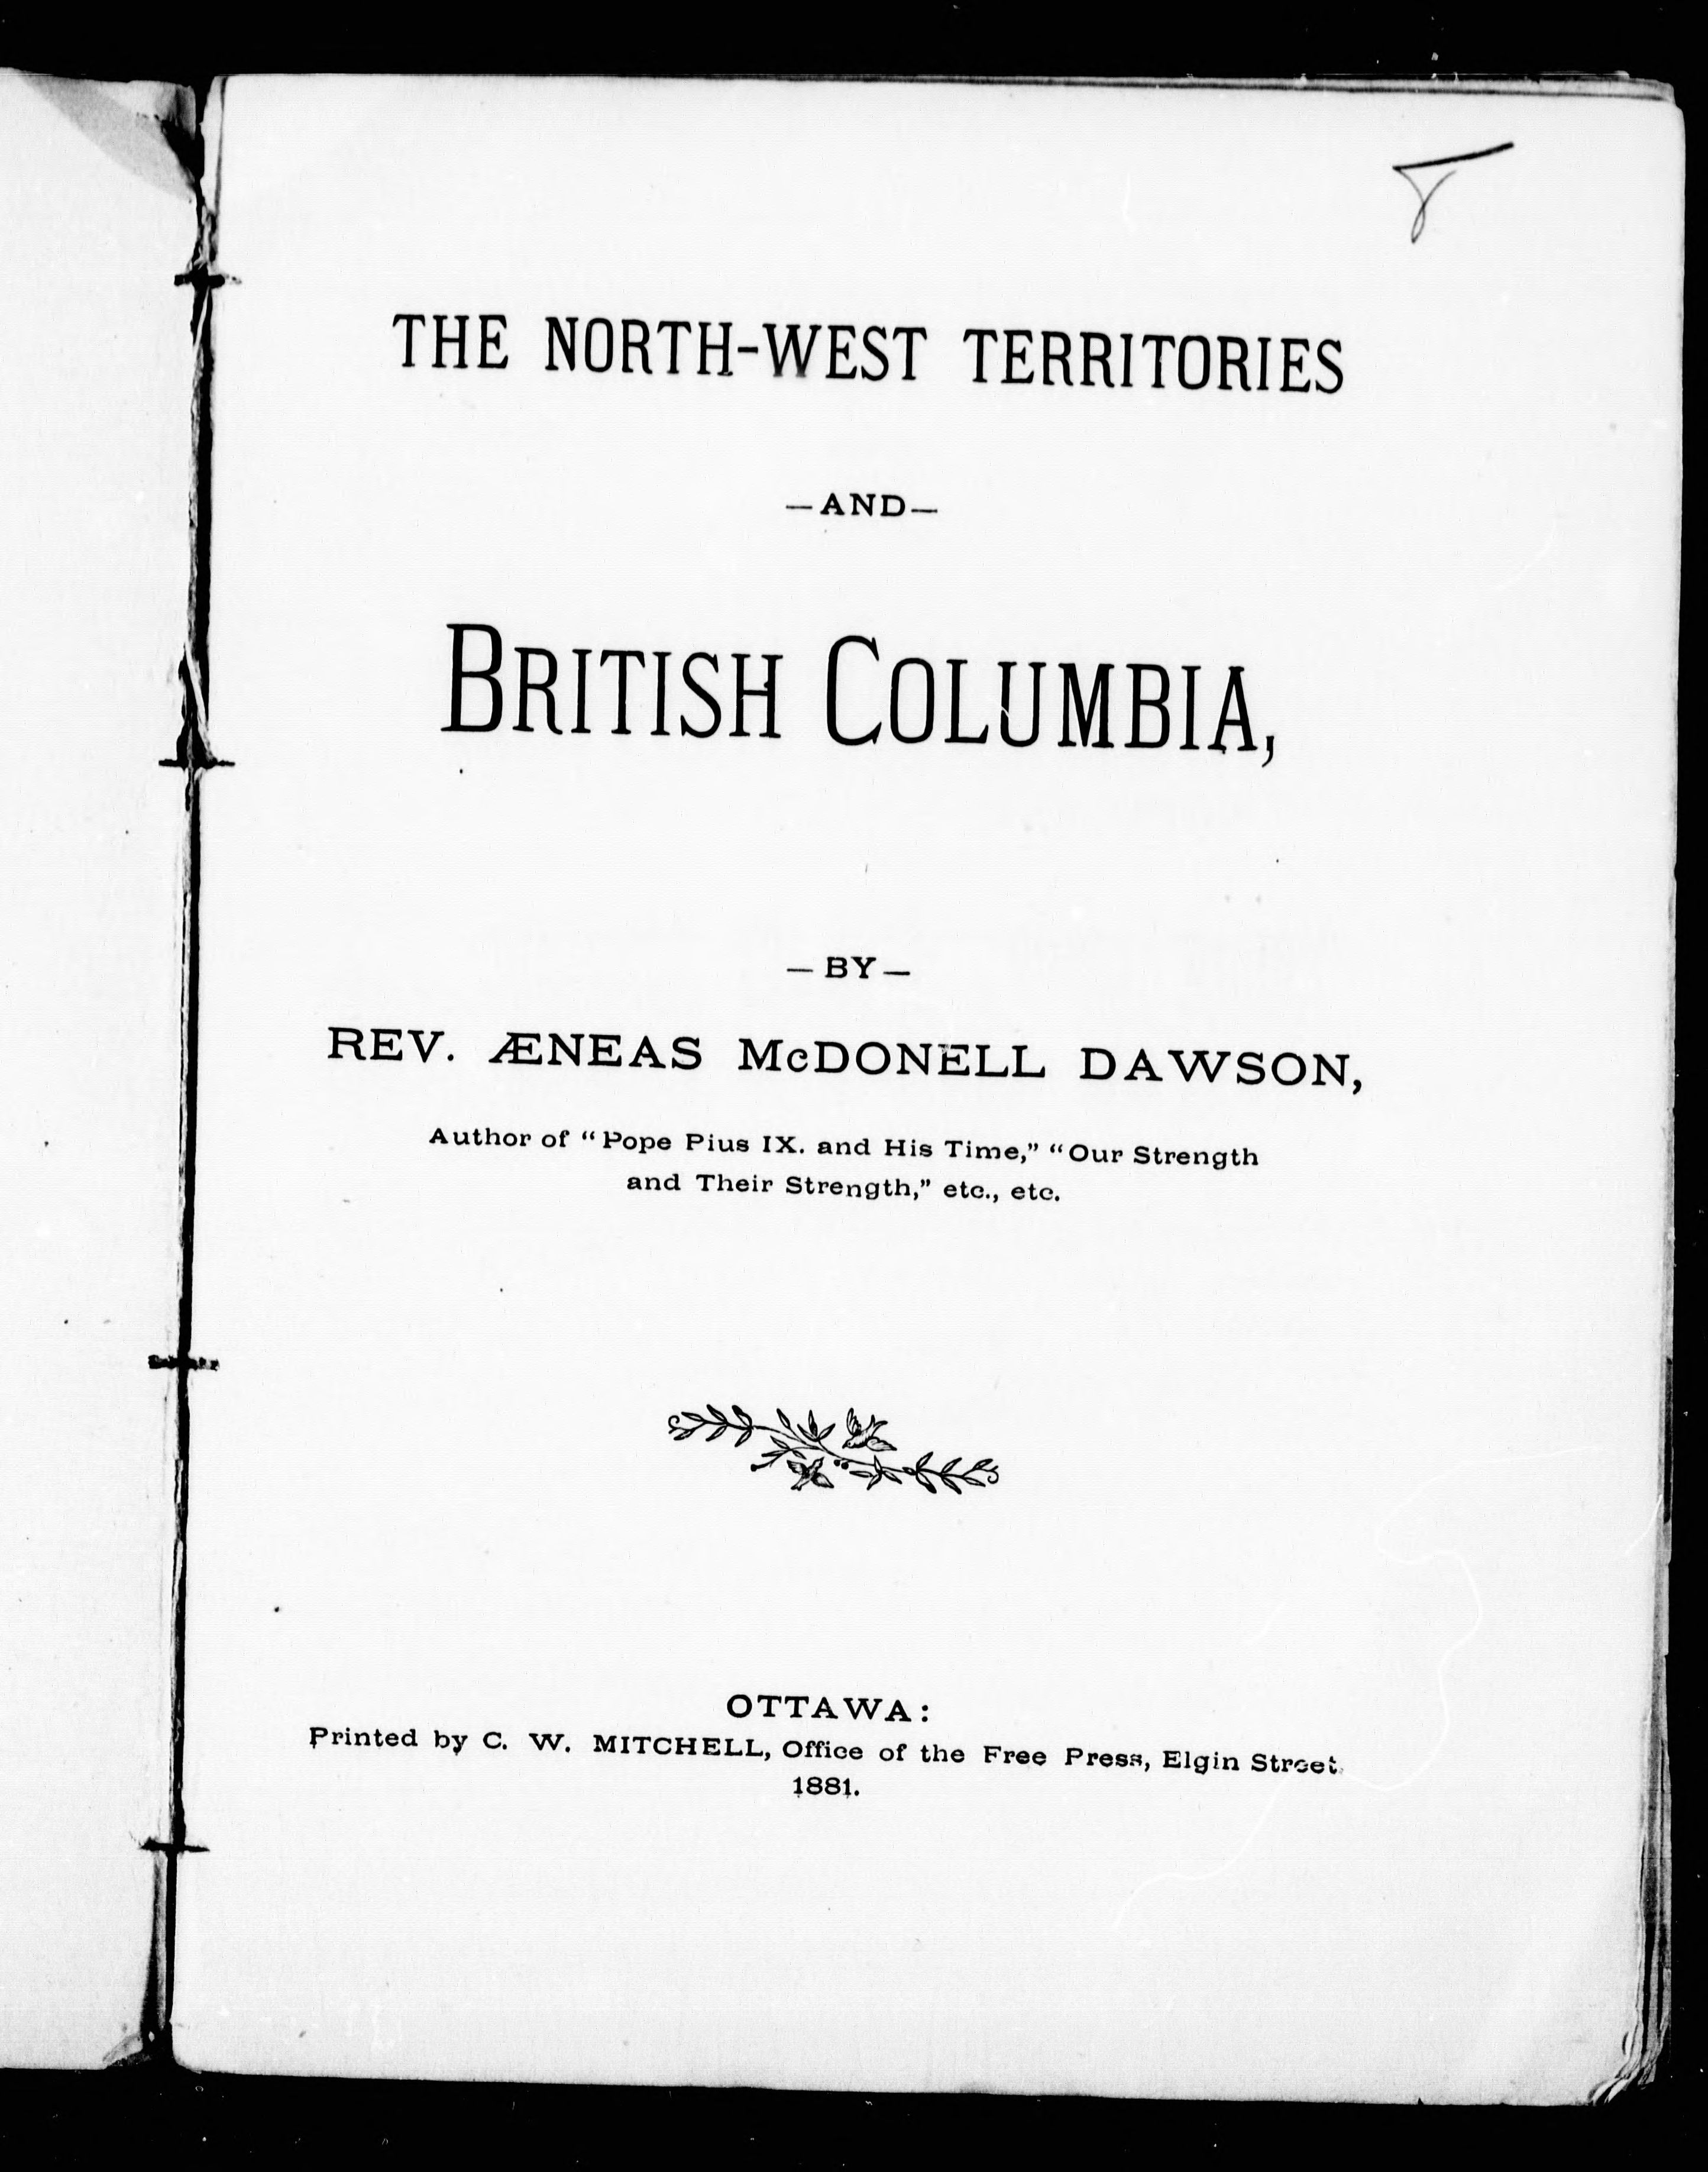 THE NORTH-WEST TERRITORIES
—AND—
BRITISH COLUMBIA,
—BY—
REV. ÆNEAS McDONELL DAWSON,
Author of “Pope Pius IX. and His Time,” “Our Strength
and Their Strength,” etc., etc.
OTTAWA:
Printed by C. W. MITCHELL, Office of the Free Press, Elgin Street.
1881.